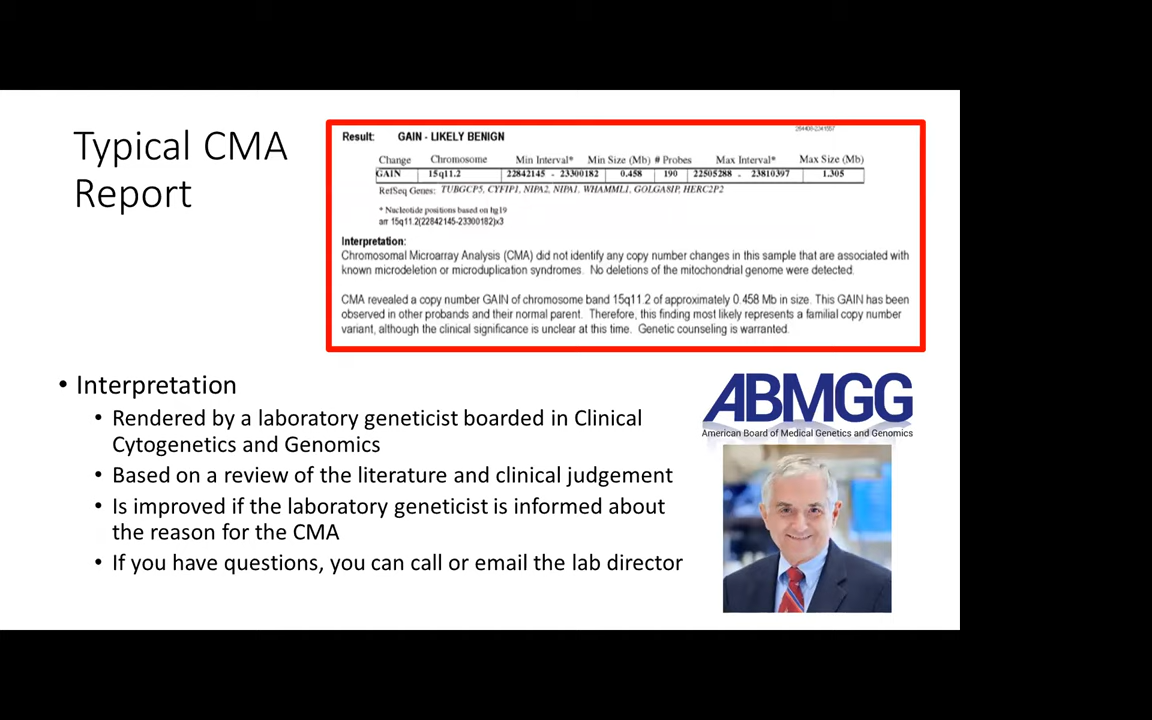 Typical CMA
Report
Result: GAIN - LIKELY BENIGN
Change Chromosome Min Interval* Min Size (Mb) # Probes Max Interval* Max Size (Mb)
GAIN 15q11.2 22842145 - 23300182 0.458 190 22505288 - 23810397 1.305
RefSeq Genes: TUBGCP5, CYFIP1, NIPA2, NIPA1, WHAMML1, GOLGA8IP, HERC2P2
* Nucleotide positions based on hg19
arr 15q11.2(22842145-23300182)x3
Interpretation:
Chromosomal Microarray Analysis (CMA) did not identify any copy number changes in this sample that are associated with
known microdeletion or microduplication syndromes. No deletions of the mitochondrial genome were detected.
CMA revealed a copy number GAIN of chromosome band 15q11.2 of approximately 0.458 Mb in size. This GAIN has been
observed in other probands and their normal parent. Therefore, this finding most likely represents a familial copy number
variant, although the clinical significance is unclear at this time. Genetic counseling is warranted.
• Interpretation
• Rendered by a laboratory geneticist boarded in Clinical
Cytogenetics and Genomics
• Based on a review of the literature and clinical judgement
• Is improved if the laboratory geneticist is informed about
the reason for the CMA
• If you have questions, you can call or email the lab director
ABMGG
American Board of Medical Genetics and Genomics